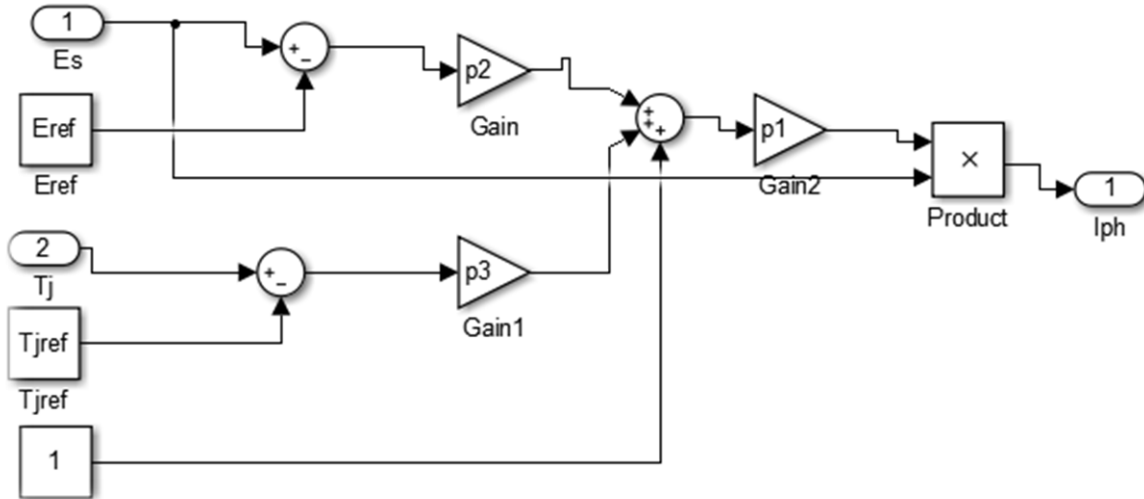 1
Es
+
−
p2
Gain
Eref
Eref
+
+
+
p1
Gain2
×
Product
1
Iph
2
Tj
+
−
p3
Gain1
Tjref
Tjref
1